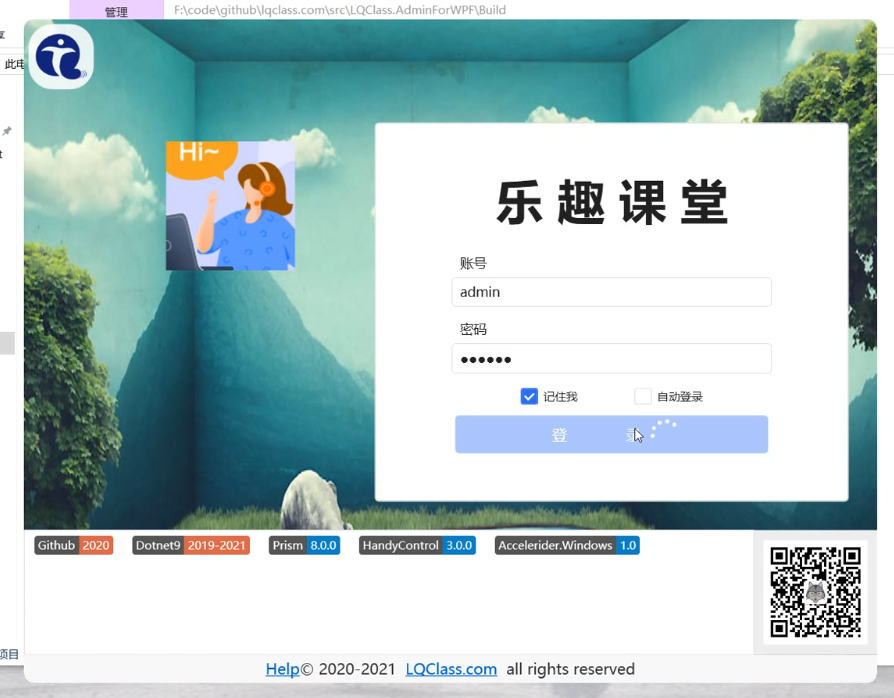 管理
F:\code\github\lqclass.com\src\LQClass.AdminForWPF\Build
此电
Hi~
乐趣课堂
账号
admin
密码
记住我 自动登录
登 录
Github 2020 Dotnet9 2019-2021 Prism 8.0.0 HandyControl 3.0.0 Accelerider.Windows 1.0
项目
Help© 2020-2021 LQClass.com all rights reserved